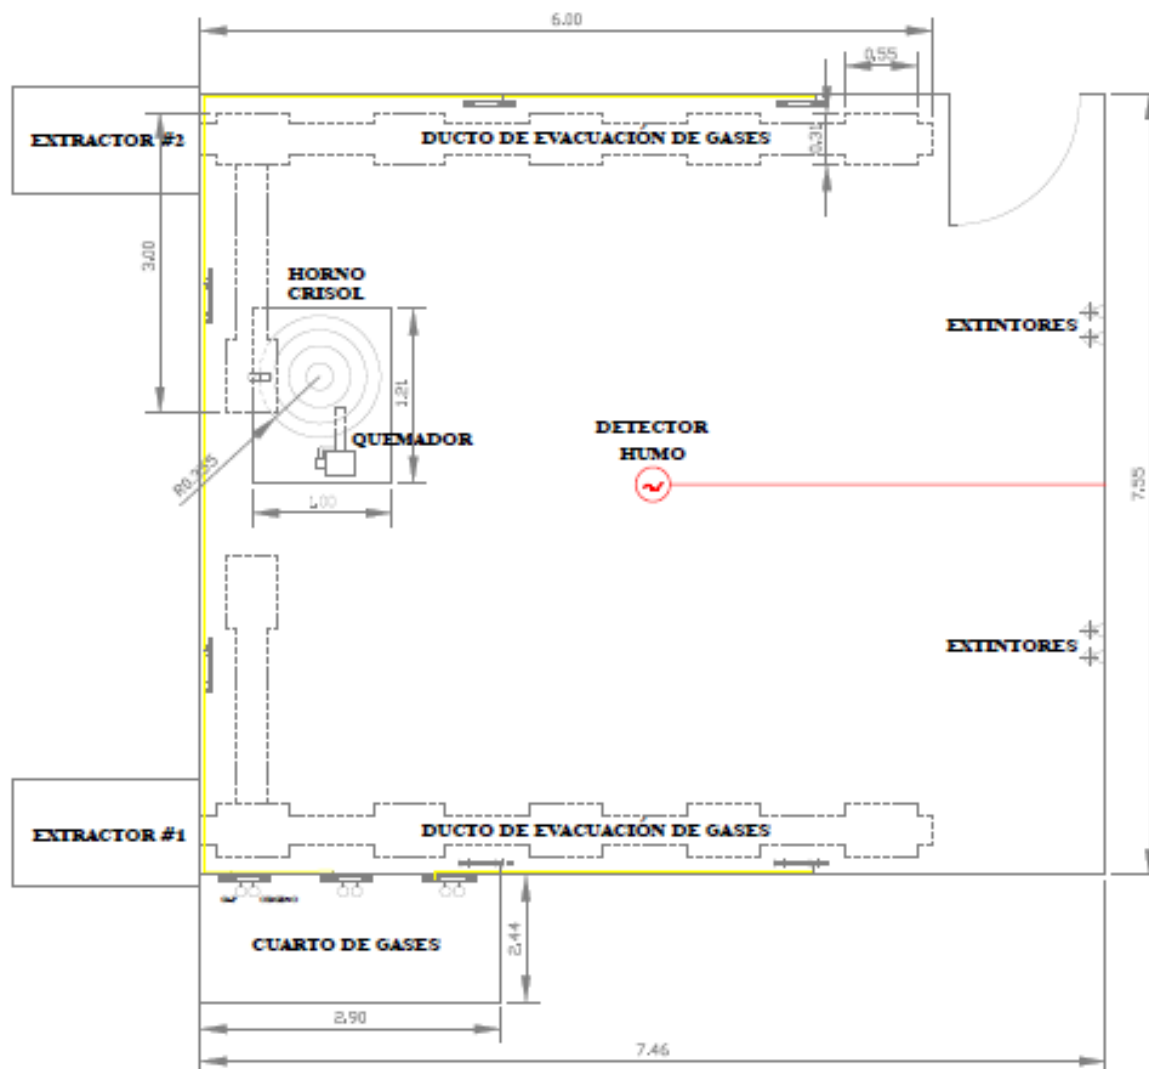 6.00
0.55
EXTRACTOR #2
DUCTO DE EVACUACIÓN DE GASES
0.31
3.00
HORNO
CRISOL
EXTINTORES
1.21
QUEMADOR
DETECTOR
HUMO
R0.355
1.00
7.55
EXTINTORES
EXTRACTOR #1
DUCTO DE EVACUACIÓN DE GASES
CUARTO DE GASES
2.44
2.90
7.46